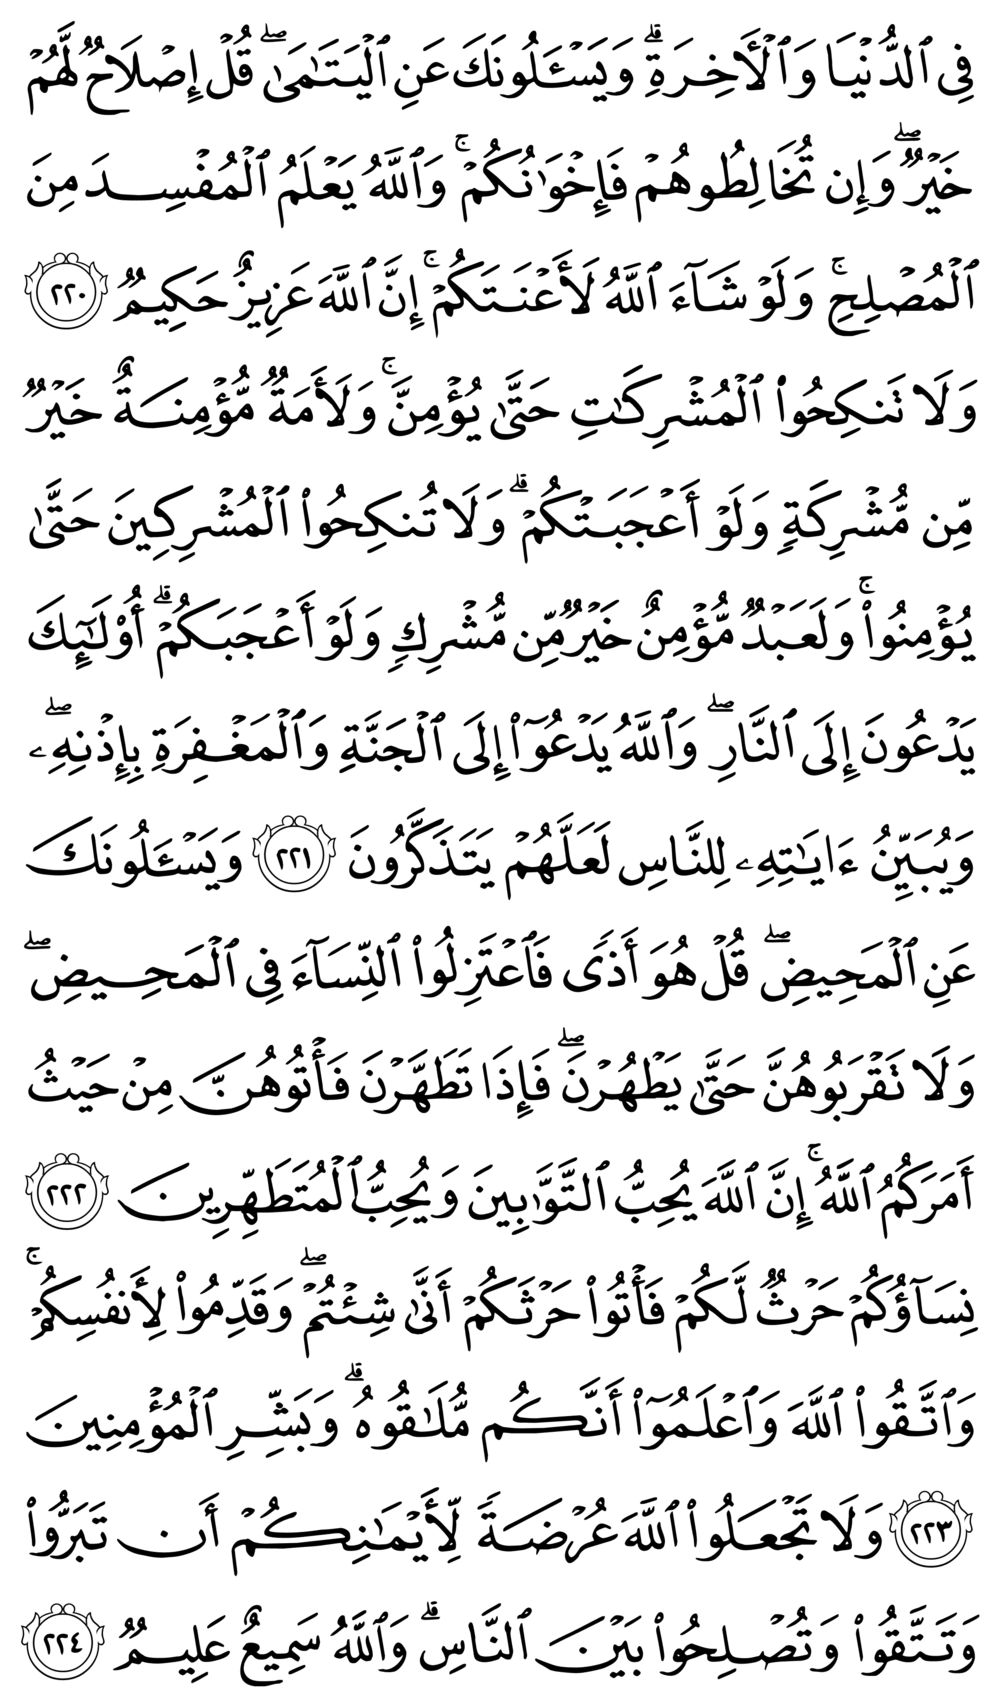 فِي ٱلدُّنۡيَا وَٱلۡأٓخِرَةِۗ وَيَسۡـَٔلُونَكَ عَنِ ٱلۡيَتَٰمَىٰۖ قُلۡ إِصۡلَاحٞ لَّهُمۡ
خَيۡرٞۖ وَإِن تُخَالِطُوهُمۡ فَإِخۡوَٰنُكُمۡۚ وَٱللَّهُ يَعۡلَمُ ٱلۡمُفۡسِدَ مِنَ
ٱلۡمُصۡلِحِۚ وَلَوۡ شَآءَ ٱللَّهُ لَأَعۡنَتَكُمۡۚ إِنَّ ٱللَّهَ عَزِيزٌ حَكِيمٞ ٢٢٠
وَلَا تَنكِحُواْ ٱلۡمُشۡرِكَٰتِ حَتَّىٰ يُؤۡمِنَّۚ وَلَأَمَةٞ مُّؤۡمِنَةٌ خَيۡرٞ
مِّن مُّشۡرِكَةٖ وَلَوۡ أَعۡجَبَتۡكُمۡۗ وَلَا تُنكِحُواْ ٱلۡمُشۡرِكِينَ حَتَّىٰ
يُؤۡمِنُواْۚ وَلَعَبۡدٞ مُّؤۡمِنٌ خَيۡرٞ مِّن مُّشۡرِكٖ وَلَوۡ أَعۡجَبَكُمۡۗ أُوْلَٰٓئِكَ
يَدۡعُونَ إِلَى ٱلنَّارِۖ وَٱللَّهُ يَدۡعُوٓاْ إِلَى ٱلۡجَنَّةِ وَٱلۡمَغۡفِرَةِ بِإِذۡنِهِۦۖ
وَيُبَيِّنُ ءَايَٰتِهِۦ لِلنَّاسِ لَعَلَّهُمۡ يَتَذَكَّرُونَ ٢٢١ وَيَسۡـَٔلُونَكَ
عَنِ ٱلۡمَحِيضِۖ قُلۡ هُوَ أَذٗى فَٱعۡتَزِلُواْ ٱلنِّسَآءَ فِي ٱلۡمَحِيضِۖ
وَلَا تَقۡرَبُوهُنَّ حَتَّىٰ يَطۡهُرۡنَۖ فَإِذَا تَطَهَّرۡنَ فَأۡتُوهُنَّ مِنۡ حَيۡثُ
أَمَرَكُمُ ٱللَّهُۚ إِنَّ ٱللَّهَ يُحِبُّ ٱلتَّوَّٰبِينَ وَيُحِبُّ ٱلۡمُتَطَهِّرِينَ ٢٢٢
نِسَآؤُكُمۡ حَرۡثٞ لَّكُمۡ فَأۡتُواْ حَرۡثَكُمۡ أَنَّىٰ شِئۡتُمۡۖ وَقَدِّمُواْ لِأَنفُسِكُمۡۚ
وَٱتَّقُواْ ٱللَّهَ وَٱعۡلَمُوٓاْ أَنَّكُم مُّلَٰقُوهُۗ وَبَشِّرِ ٱلۡمُؤۡمِنِينَ
٢٢٣ وَلَا تَجۡعَلُواْ ٱللَّهَ عُرۡضَةٗ لِّأَيۡمَٰنِكُمۡ أَن تَبَرُّواْ
وَتَتَّقُواْ وَتُصۡلِحُواْ بَيۡنَ ٱلنَّاسِۗ وَٱللَّهُ سَمِيعٌ عَلِيمٞ ٢٢٤